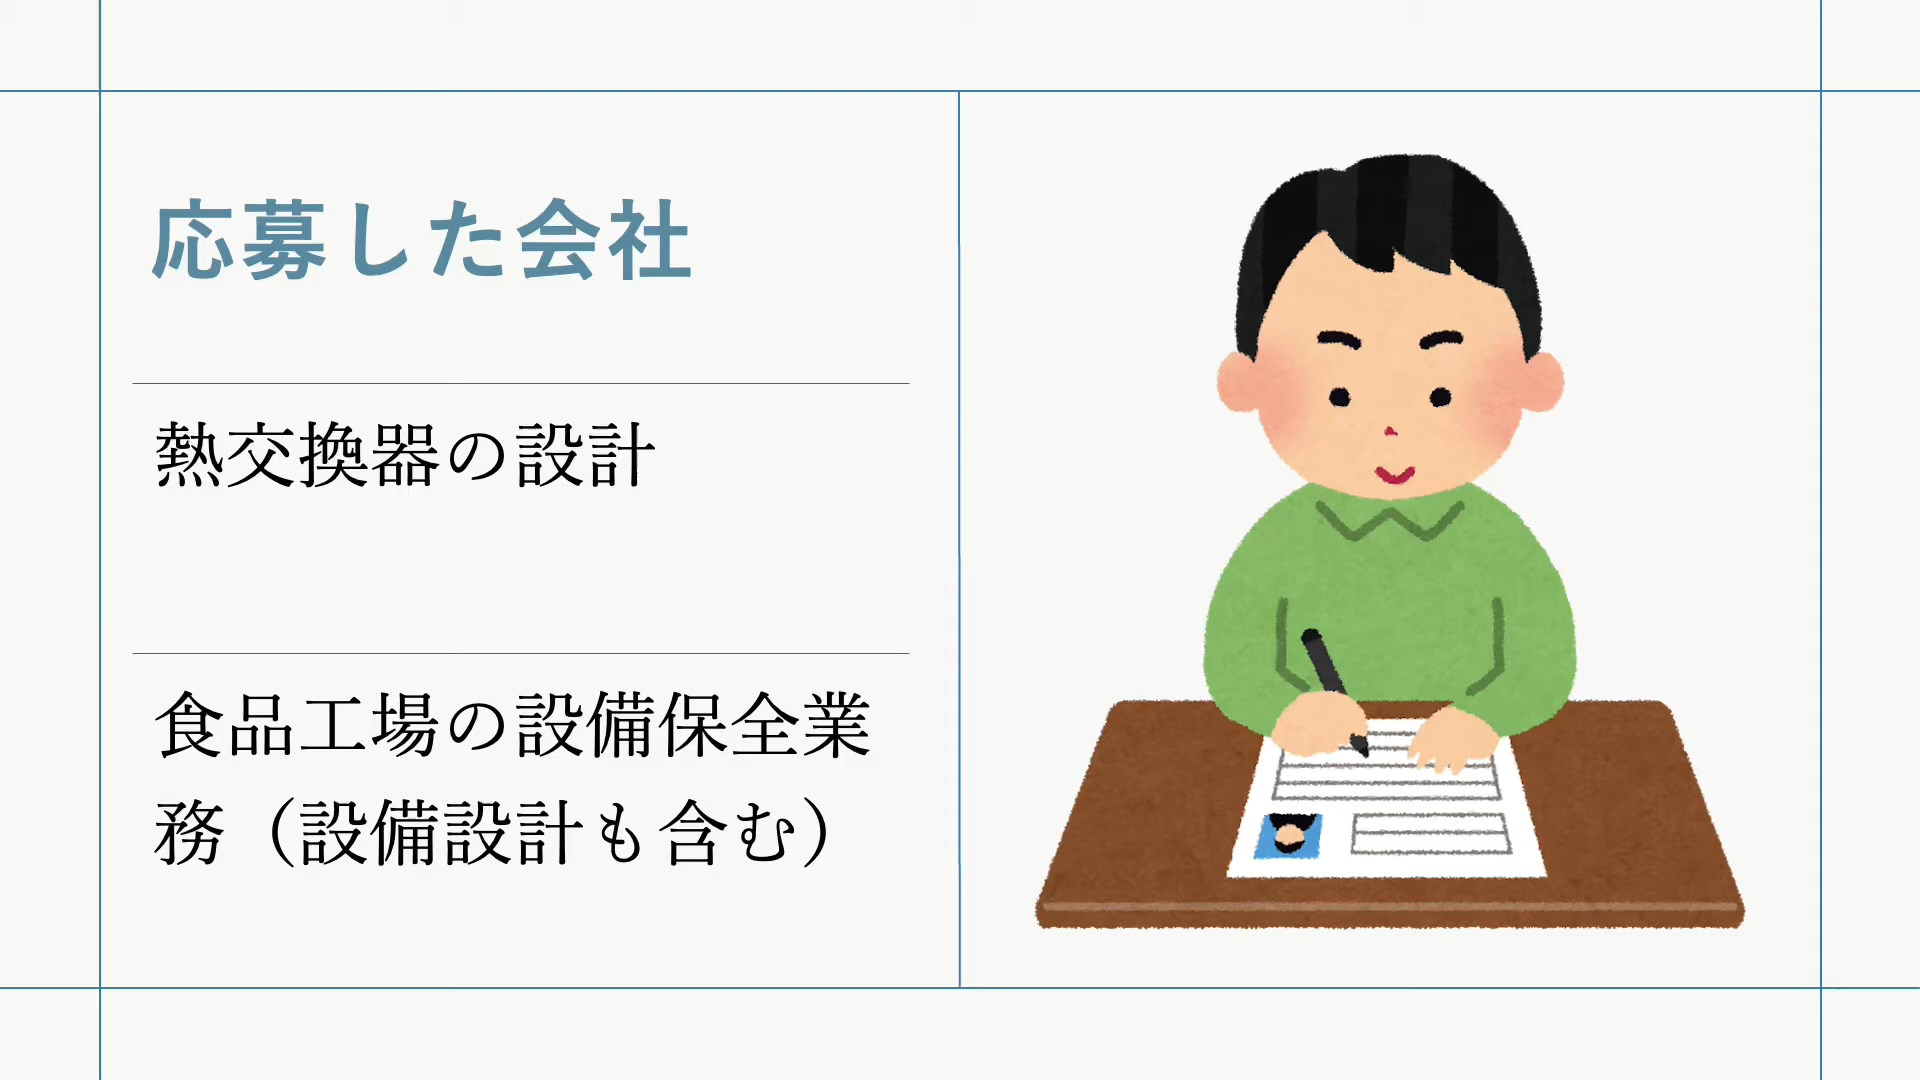 応募した会社
熱交換器の設計
食品工場の設備保全業
務（設備設計も含む）